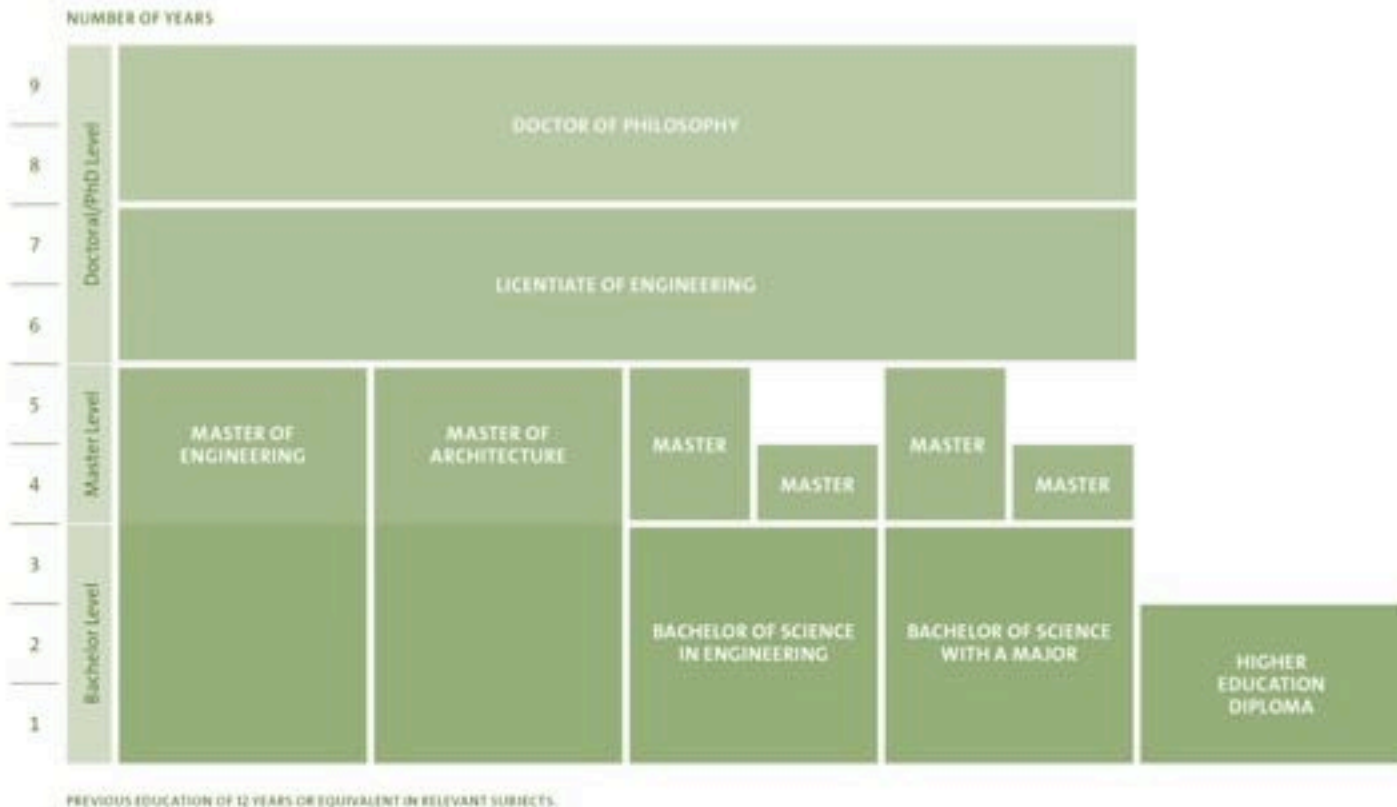 NUMBER OF YEARS
9
8
7
6
5
4
3
2
1
Doctoral/PhD Level
Master Level
Bachelor Level
DOCTOR OF PHILOSOPHY
LICENTIATE OF ENGINEERING
MASTER OF
ENGINEERING
MASTER OF
ARCHITECTURE
MASTER
MASTER
MASTER
MASTER
BACHELOR OF SCIENCE
IN ENGINEERING
BACHELOR OF SCIENCE
WITH A MAJOR
HIGHER
EDUCATION
DIPLOMA
PREVIOUS EDUCATION OF 12 YEARS OR EQUIVALENT IN RELEVANT SUBJECTS.